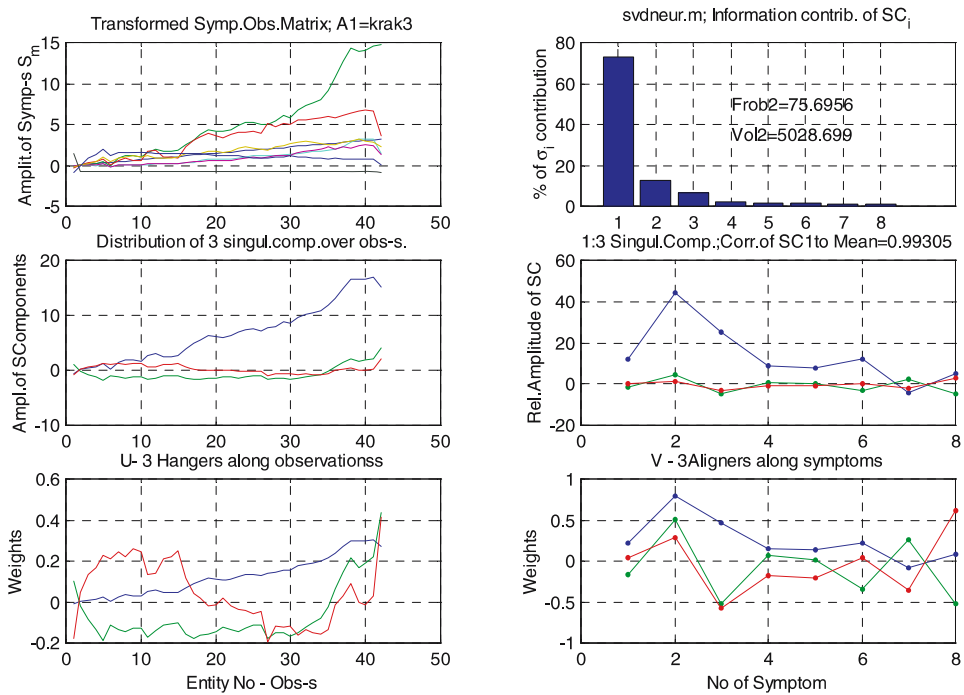 Transformed Symp.Obs.Matrix; A1=krak3
Amplit.of Symp-s S_m
15
10
5
0
-5
0 10 20 30 40 50
svdneur.m; Information contrib. of SC_i
% of σ_i contribution
80
60
40
20
0
Frob2=75.6956
Vol2=5028.699
1 2 3 4 5 6 7 8
Distribution of 3 singul.comp.over obs-s.
Ampl.of SComponents
20
10
0
-10
0 10 20 30 40 50
1:3 Singul.Comp.;Corr.of SC1to Mean=0.99305
Rel.Amplitude of SC
60
40
20
0
-20
0 2 4 6 8
U- 3 Hangers along observationss
Weights
0.6
0.4
0.2
0
-0.2
0 10 20 30 40 50
Entity No - Obs-s
V - 3Aligners along symptoms
Weights
1
0.5
0
-0.5
-1
0 2 4 6 8
No of Symptom